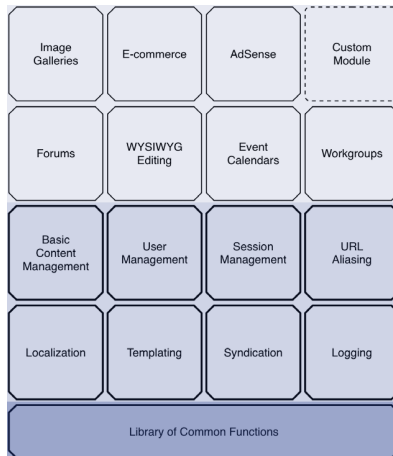 Image
Galleries
E-commerce
AdSense
Custom
Module
Forums
WYSIWYG
Editing
Event
Calendars
Workgroups
Basic
Content
Management
User
Management
Session
Management
URL
Aliasing
Localization
Templating
Syndication
Logging
Library of Common Functions